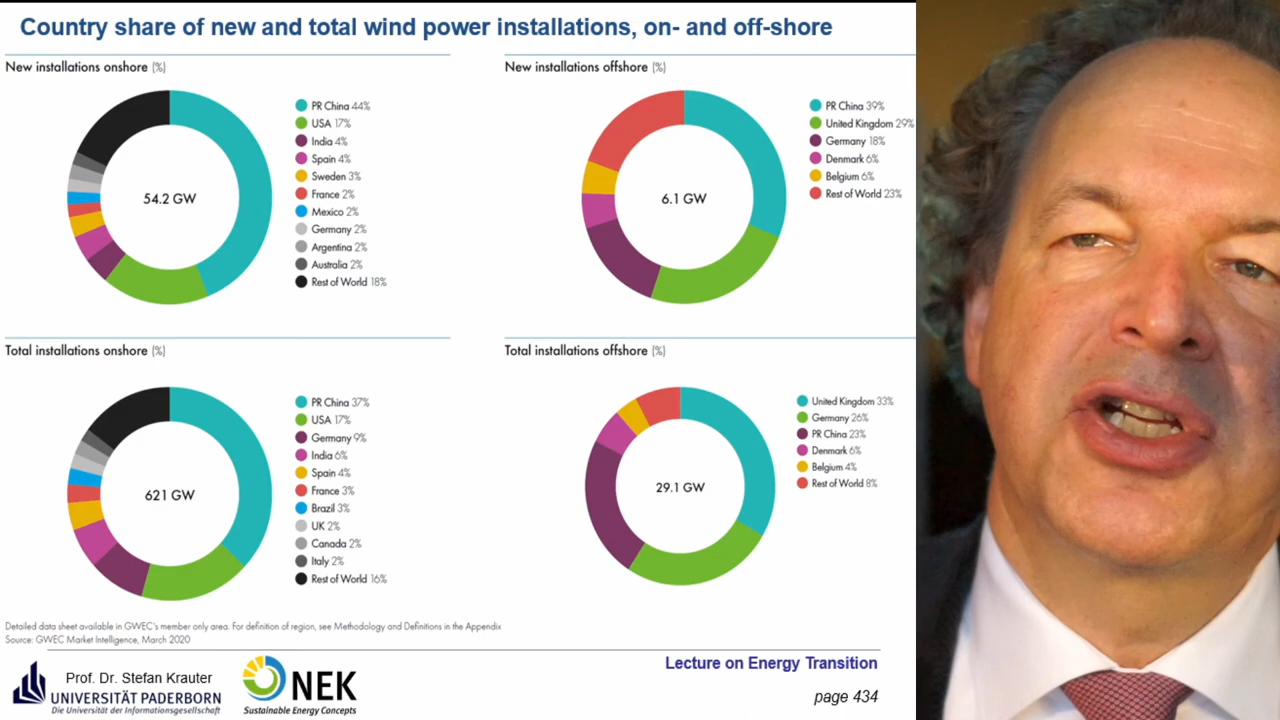 Country share of new and total wind power installations, on- and off-shore
New installations onshore (%)
54.2 GW
PR China 44%
USA 17%
India 4%
Spain 4%
Sweden 3%
France 2%
Mexico 2%
Germany 2%
Argentina 2%
Australia 2%
Rest of World 18%
New installations offshore (%)
6.1 GW
PR China 39%
United Kingdom 29%
Germany 18%
Denmark 6%
Belgium 6%
Rest of World 23%
Total installations onshore (%)
621 GW
PR China 37%
USA 17%
Germany 9%
India 6%
Spain 4%
France 3%
Brazil 3%
UK 2%
Canada 2%
Italy 2%
Rest of World 16%
Total installations offshore (%)
29.1 GW
United Kingdom 33%
Germany 26%
PR China 23%
Denmark 6%
Belgium 4%
Rest of World 8%
Detailed data sheet available in GWEC's member only area. For definition of region, see Methodology and Definitions in the Appendix
Source: GWEC Market Intelligence, March 2020
Prof. Dr. Stefan Krauter
UNIVERSITÄT PADERBORN
Die Universität der Informationsgesellschaft
NEK
Sustainable Energy Concepts
Lecture on Energy Transition
page 434